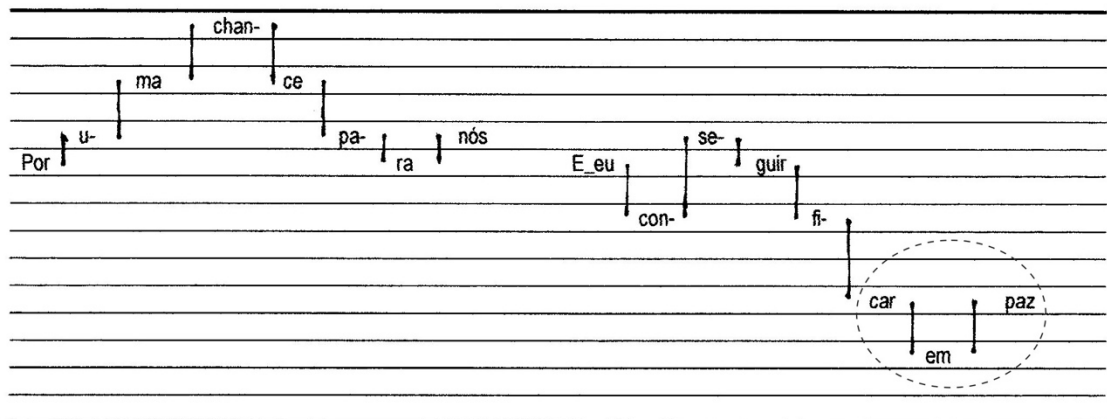 chan-
ma ce
u- pa- nós se-
Por ra E_eu guir
con- fi-
car paz
em